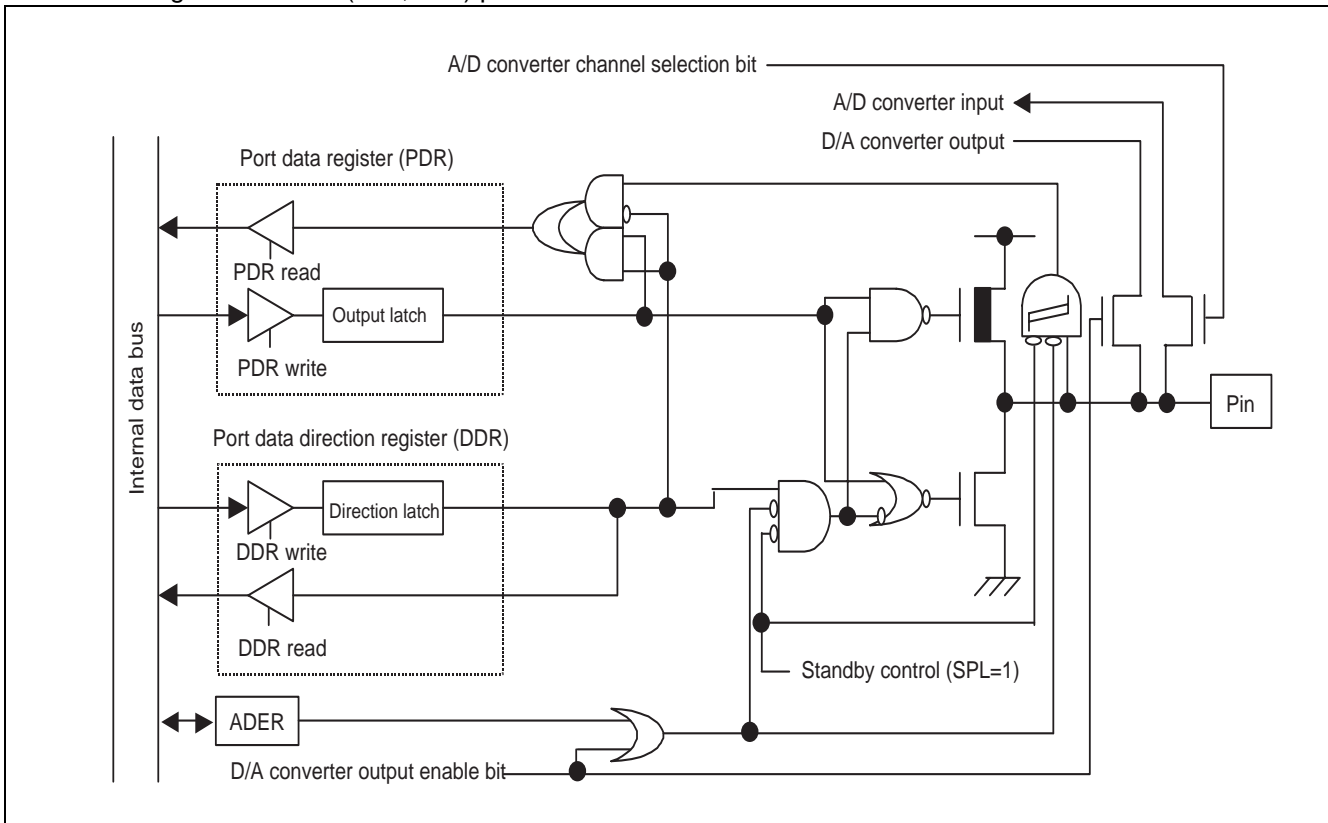 A/D converter channel selection bit
A/D converter input
D/A converter output
Port data register (PDR)
PDR read
Output latch
PDR write
Internal data bus
Pin
Port data direction register (DDR)
Direction latch
DDR write
DDR read
Standby control (SPL=1)
ADER
D/A converter output enable bit